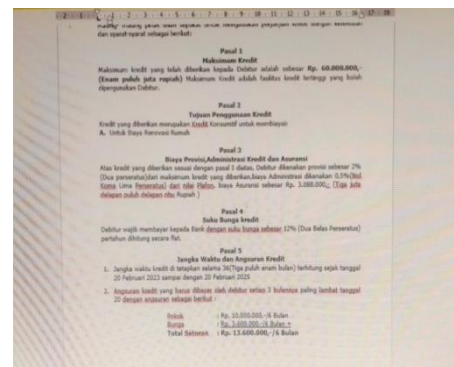 dan syarat-syarat sebagai berikut:
Pasal 1
Maksimum Kredit
Maksimum kredit yang telah diberikan kepada Debitur adalah sebesar Rp. 60.000.000,-
(Enam puluh juta rupiah) Maksimum Kredit adalah fasilitas kredit tertinggi yang boleh
dipergunakan Debitur.
Pasal 2
Tujuan Penggunaan Kredit
Kredit yang diberikan merupakan Kredit Konsumtif untuk membiayai:
A. Untuk Biaya Renovasi Rumah
Pasal 3
Biaya Provisi,Administrasi Kredit dan Asuransi
Atas kredit yang diberikan sesuai dengan pasal 1 diatas, Debitur dikenakan provisi sebesar 2%
(Dua perseratus)dari maksimum kredit yang diberikan,biaya Administrasi dikenakan 0,5%(Nol
Koma Lima Perseratus) dari nilai Plafon. biaya Asuransi sebesar Rp. 3.088.000,- (Tiga juta
delapan puluh delapan ribu Rupiah )
Pasal 4
Suku Bunga kredit
Debitur wajib membayar kepada Bank dengan suku bunga sebesar 12% (Dua Belas Perseratus)
pertahun dihitung secara flat.
Pasal 5
Jangka Waktu dan Angsuran Kredit
1. Jangka waktu kredit di tetapkan selama 36(Tiga puluh enam bulan) terhitung sejak tanggal
20 Februari 2023 sampai dengan 20 Februari 2025
2. Angsuran kredit yang harus dibayar oleh debitur setiap 3 bulannya paling lambat tanggal
20 dengan angsuran sebagai berikut :
Pokok : Rp. 10.000.000,-/6 Bulan
Bunga : Rp. 3.600.000,-/6 Bulan +
Total Setoran : Rp. 13.600.000,-/6 Bulan